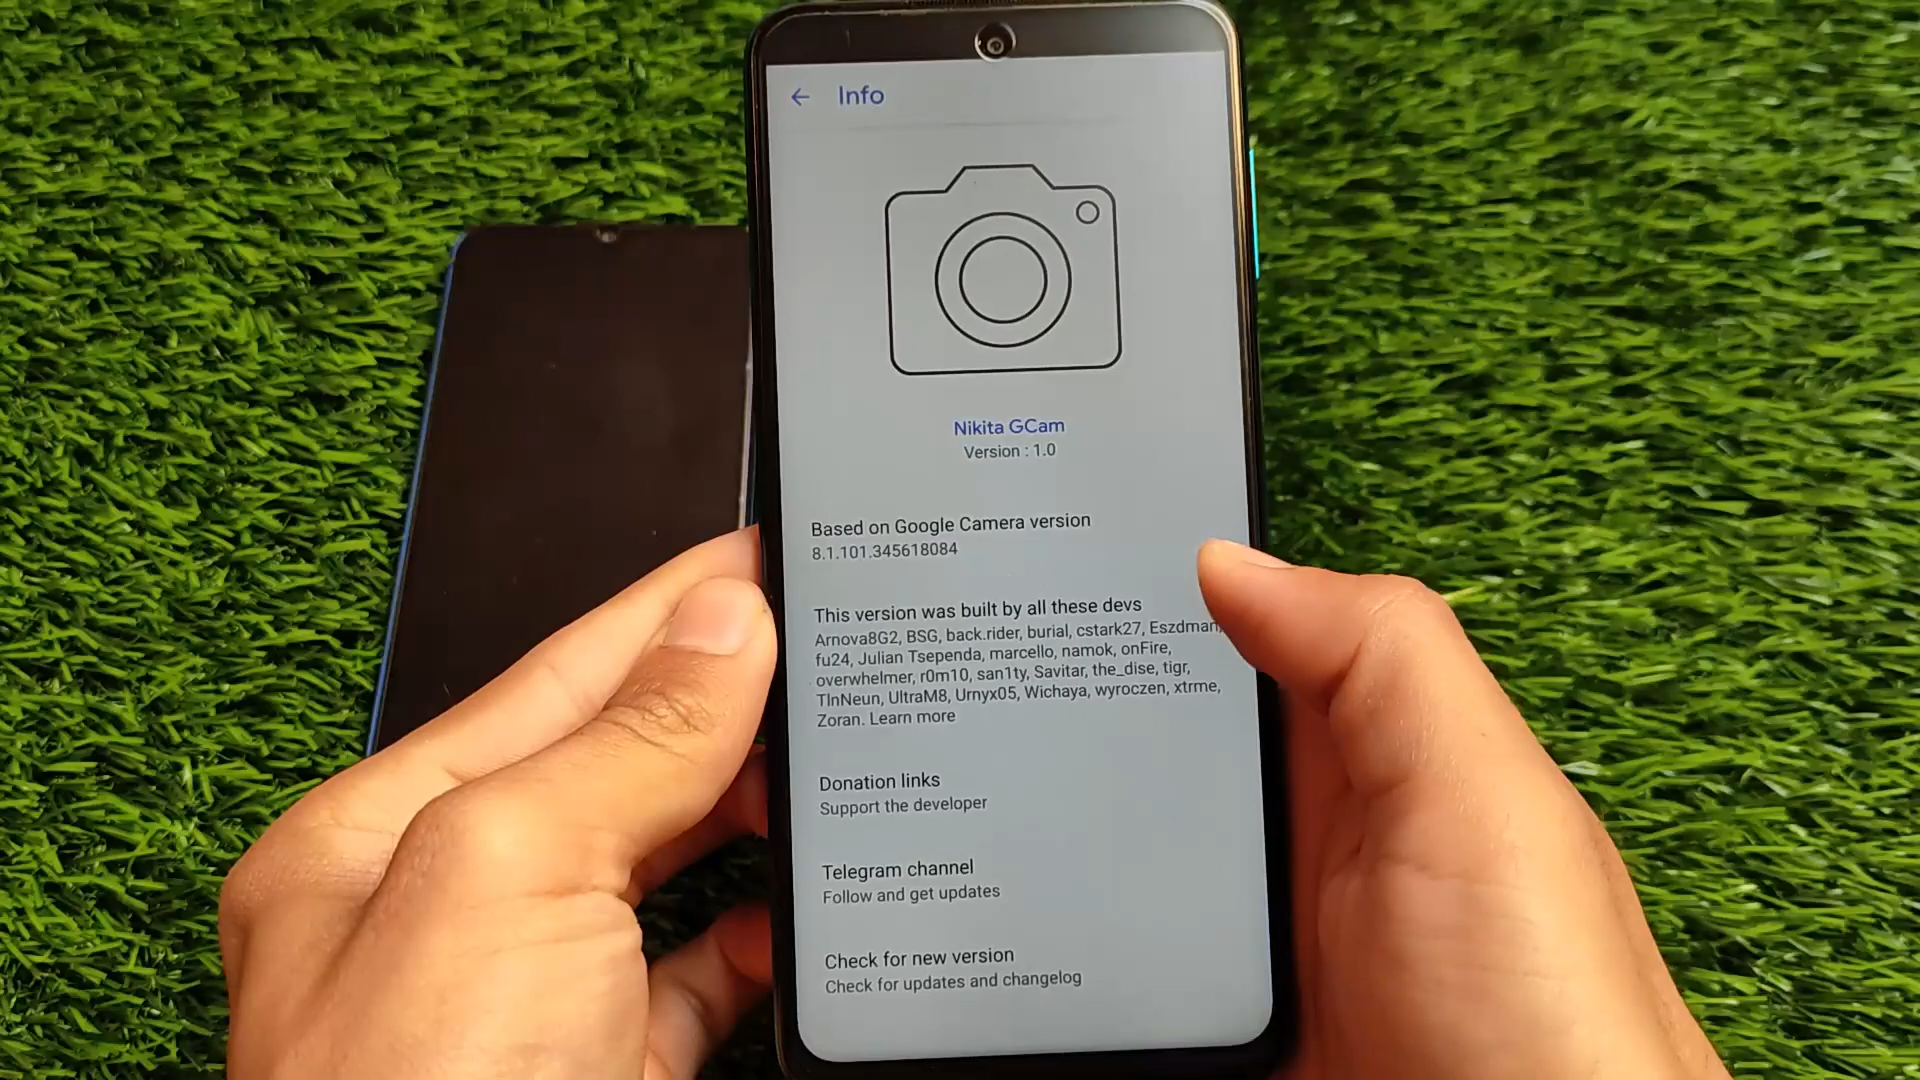 Info
Nikita GCam
Version : 1.0
Based on Google Camera version
8.1.101.345618084
This version was built by all these devs
Arnova8G2, BSG, back.rider, burial, cstark27, Eszdman,
fu24, Julian Tsependa, marcello, namok, onFire,
overwhelmer, r0m10, san1ty, Savitar, the_dise, tigr,
TlnNeun, UltraM8, Urnyx05, Wichaya, wyroczen, xtrme,
Zoran. Learn more
Donation links
Support the developer
Telegram channel
Follow and get updates
Check for new version
Check for updates and changelog